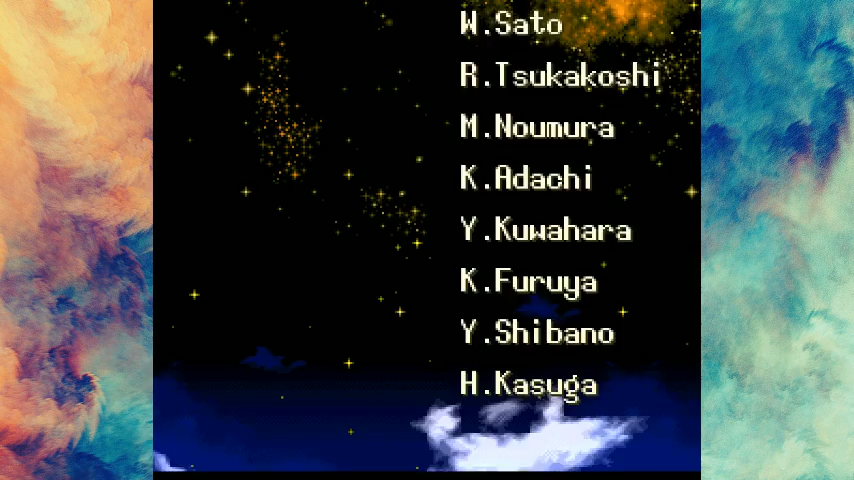 W.Sato
R.Tsukakoshi
M.Noumura
K.Adachi
Y.Kuwahara
K.Furuya
Y.Shibano
H.Kasuga